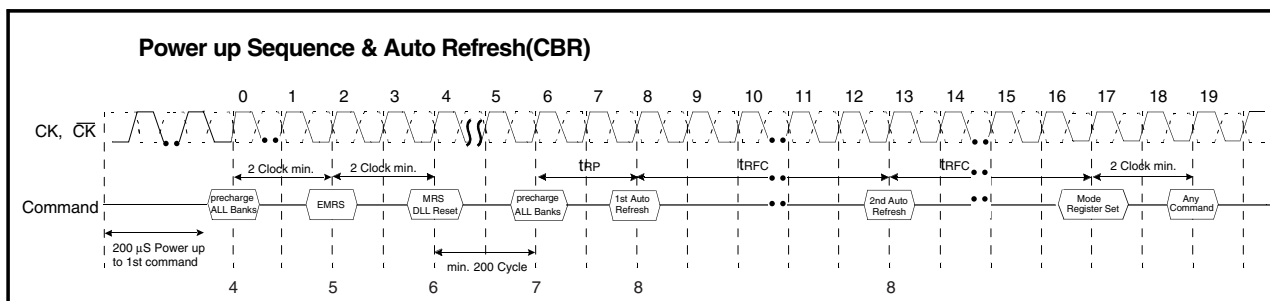 Power up Sequence & Auto Refresh(CBR)
0 1 2 3 4 5 6 7 8 9 10 11 12 13 14 15 16 17 18 19
CK, C̅K̅
2 Clock min. 2 Clock min. tRP tRFC tRFC 2 Clock min.
Command
precharge
ALL Banks
EMRS
MRS
DLL Reset
precharge
ALL Banks
1st Auto
Refresh
2nd Auto
Refresh
Mode
Register Set
Any
Command
200 μS Power up
to 1st command
min. 200 Cycle
4 5 6 7 8 8